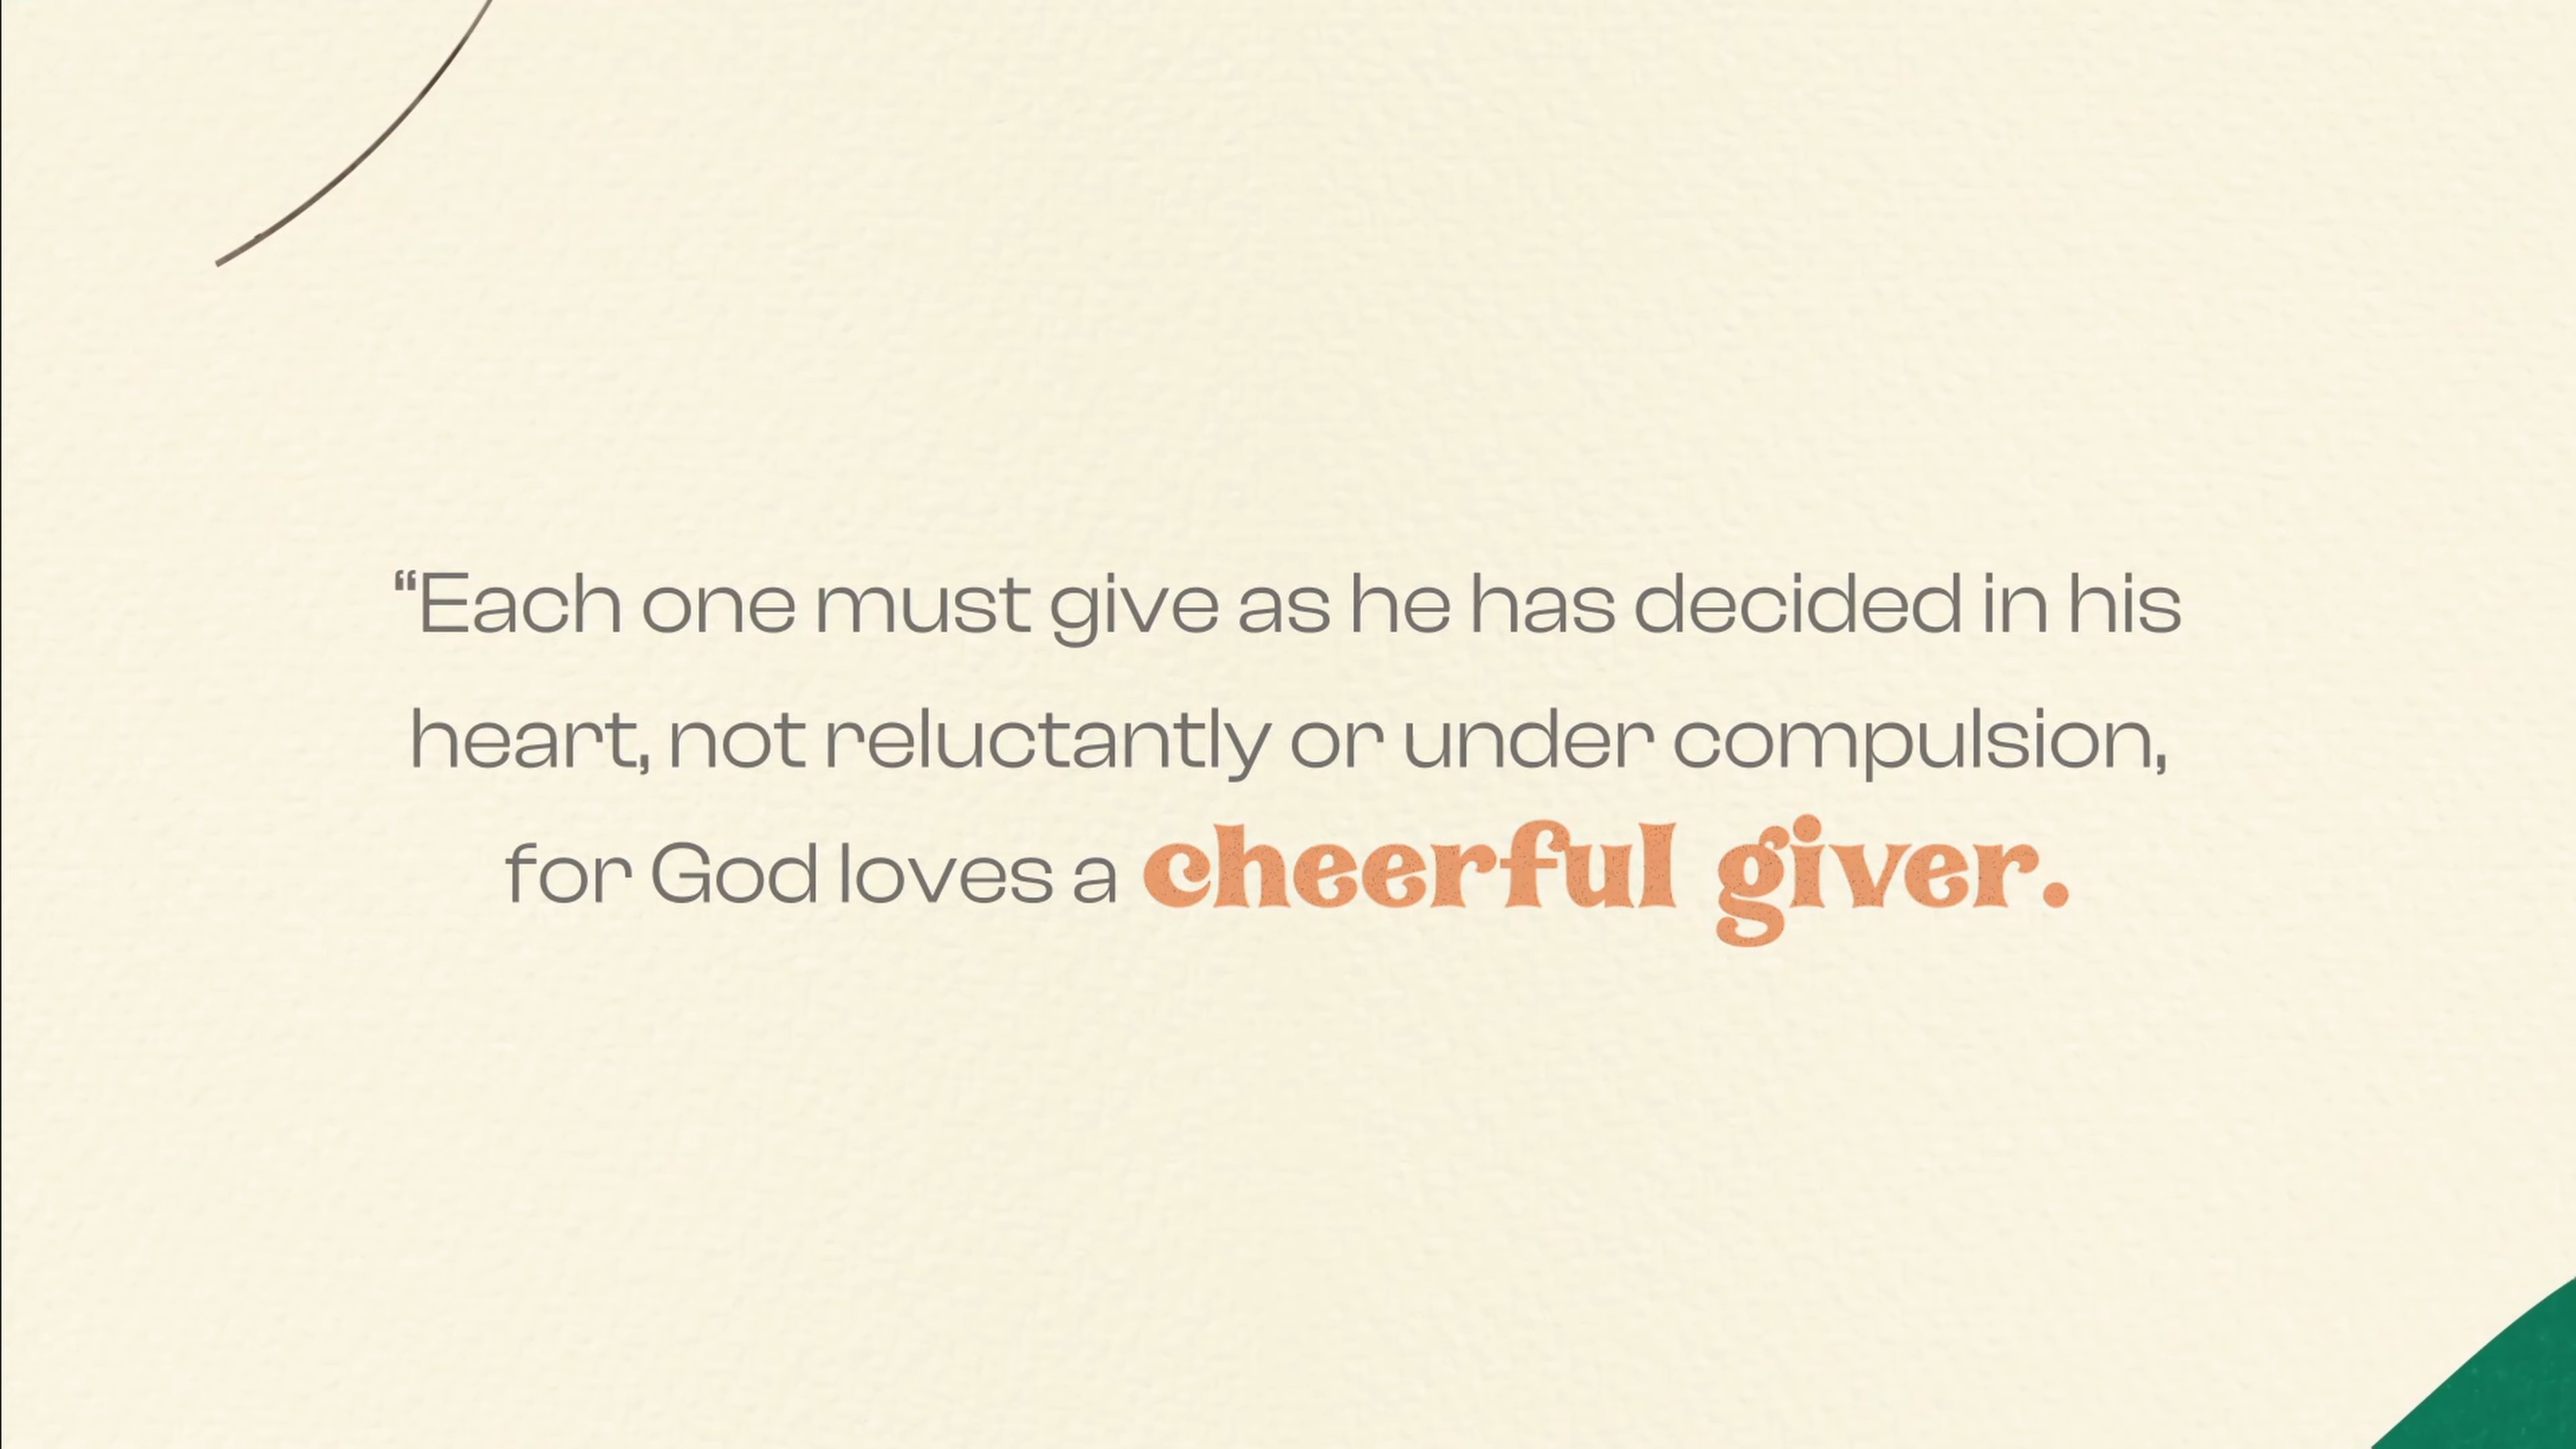 “Each one must give as he has decided in his
heart, not reluctantly or under compulsion,
for God loves a cheerful giver.